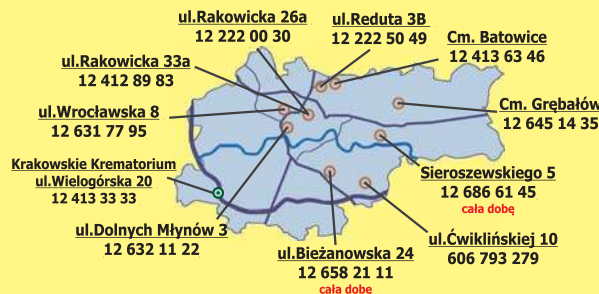 ul.Rakowicka 26a
12 222 00 30
ul.Reduta 3B
12 222 50 49
Cm. Batowice
12 413 63 46
ul.Rakowicka 33a
12 412 89 83
ul.Wrocławska 8
12 631 77 95
Cm. Grębałów
12 645 14 35
Krakowskie Krematorium
ul.Wielogórska 20
12 413 33 33
Sieroszewskiego 5
12 686 61 45
cała dobę
ul.Dolnych Młynów 3
12 632 11 22
ul.Bieżanowska 24
12 658 21 11
cała dobę
ul.Ćwiklińskiej 10
606 793 279